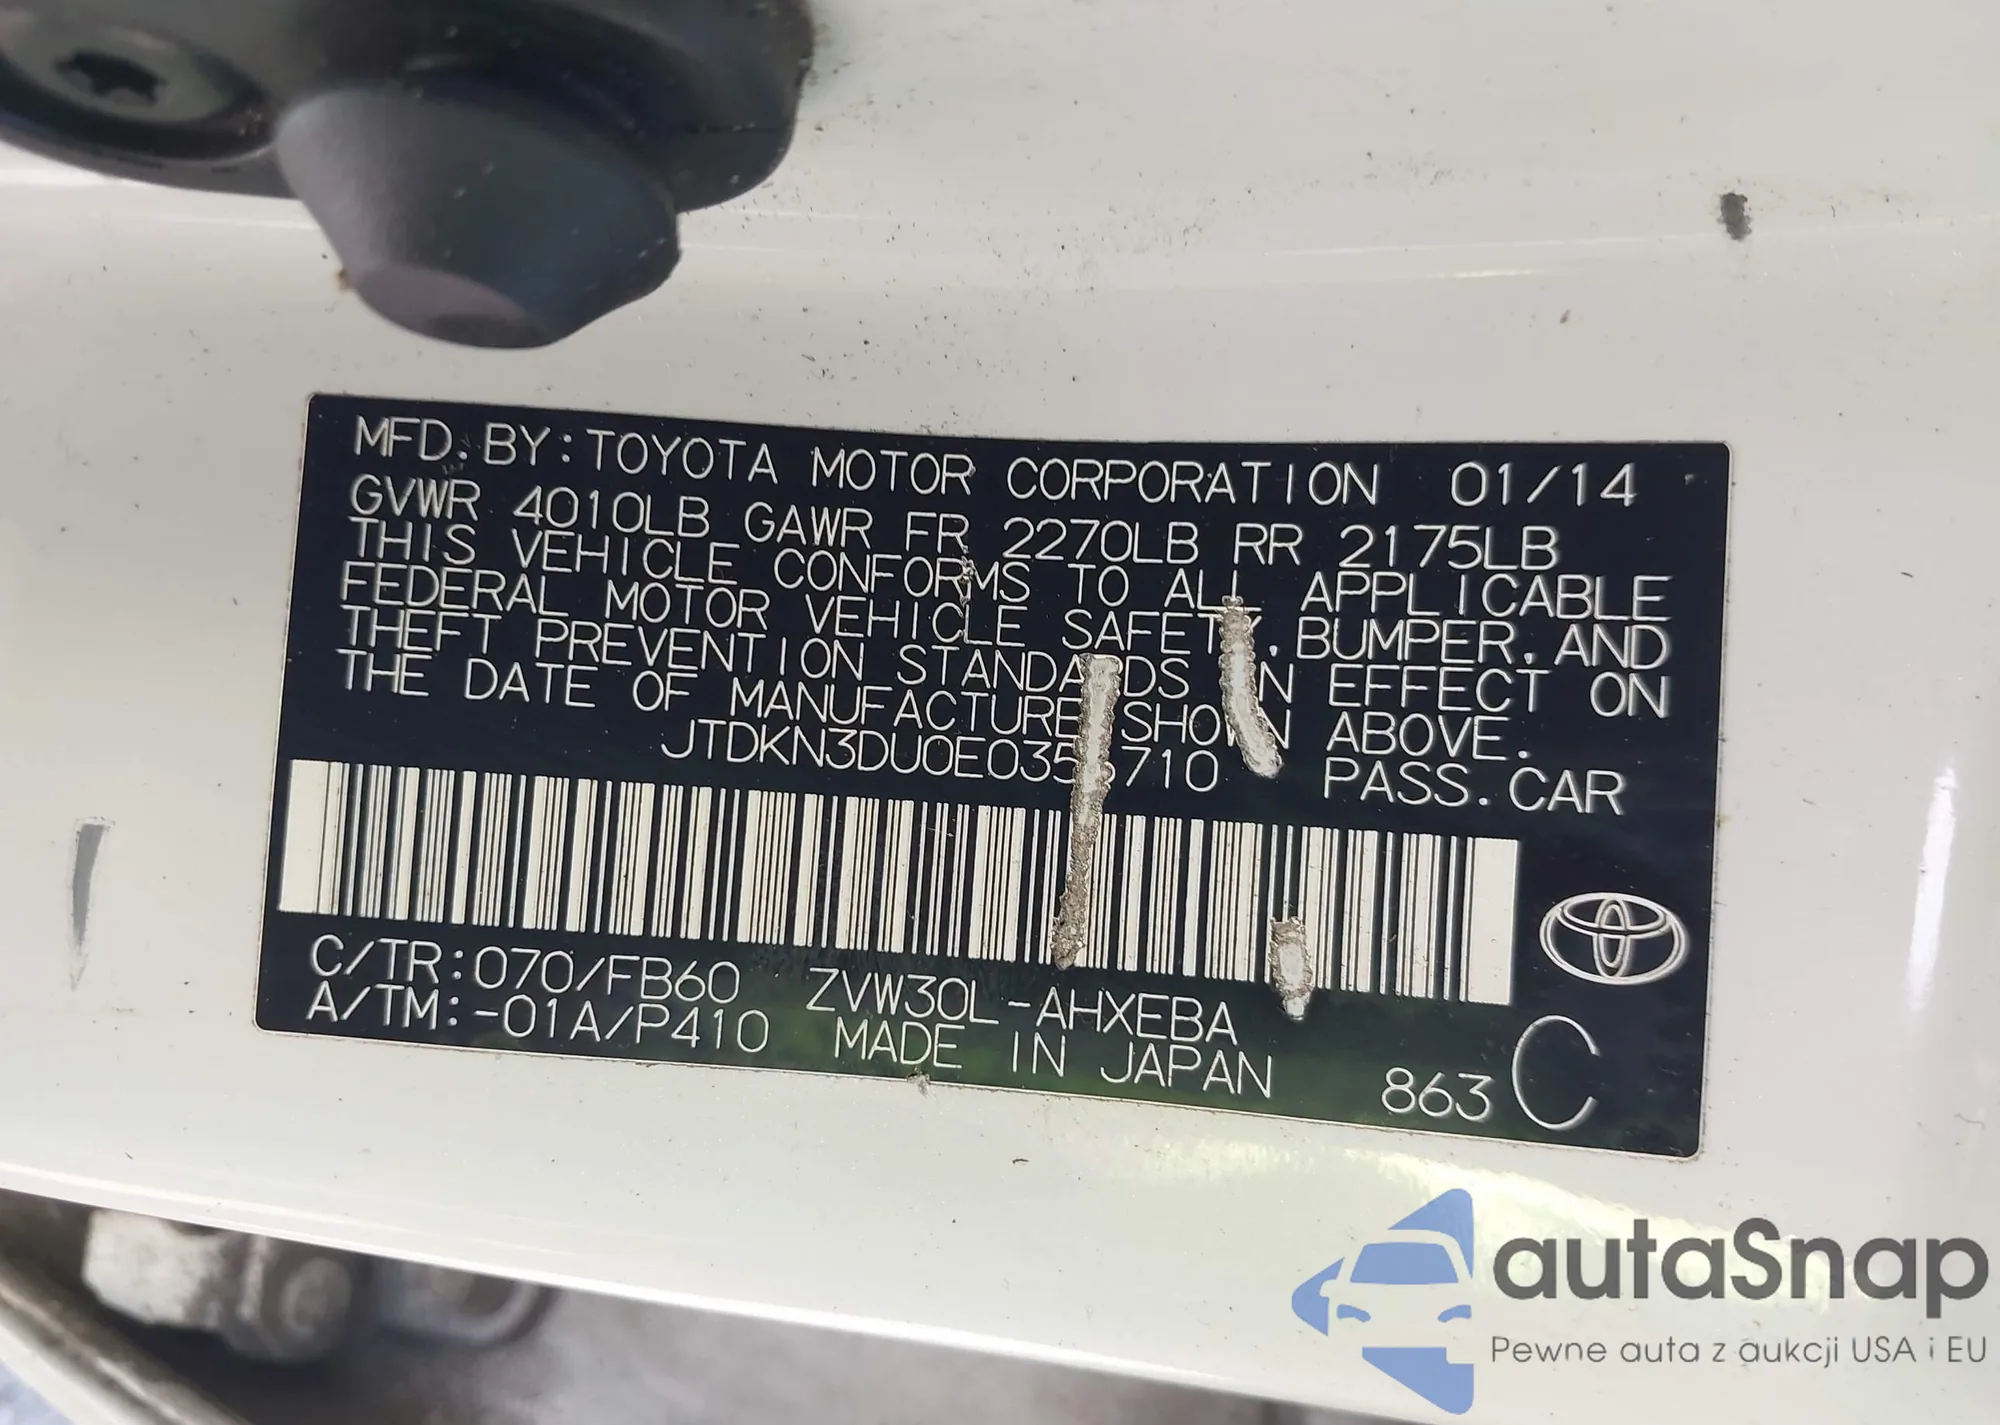 MFD. BY: TOYOTA MOTOR CORPORATION 01/14
GVWR 4010LB GAWR FR 2270LB RR 2175LB
THIS VEHICLE CONFORMS TO ALL APPLICABLE
FEDERAL MOTOR VEHICLE SAFETY, BUMPER, AND
THEFT PREVENTION STANDARDS IN EFFECT ON
THE DATE OF MANUFACTURE SHOWN ABOVE.
PASS. CAR
C/TR: 070/FB60 ZVW30L-AHXEBA
A/TM: -01A/P410 MADE IN JAPAN 863 C
autaSnap
Pewne auta z aukcji USA i EU